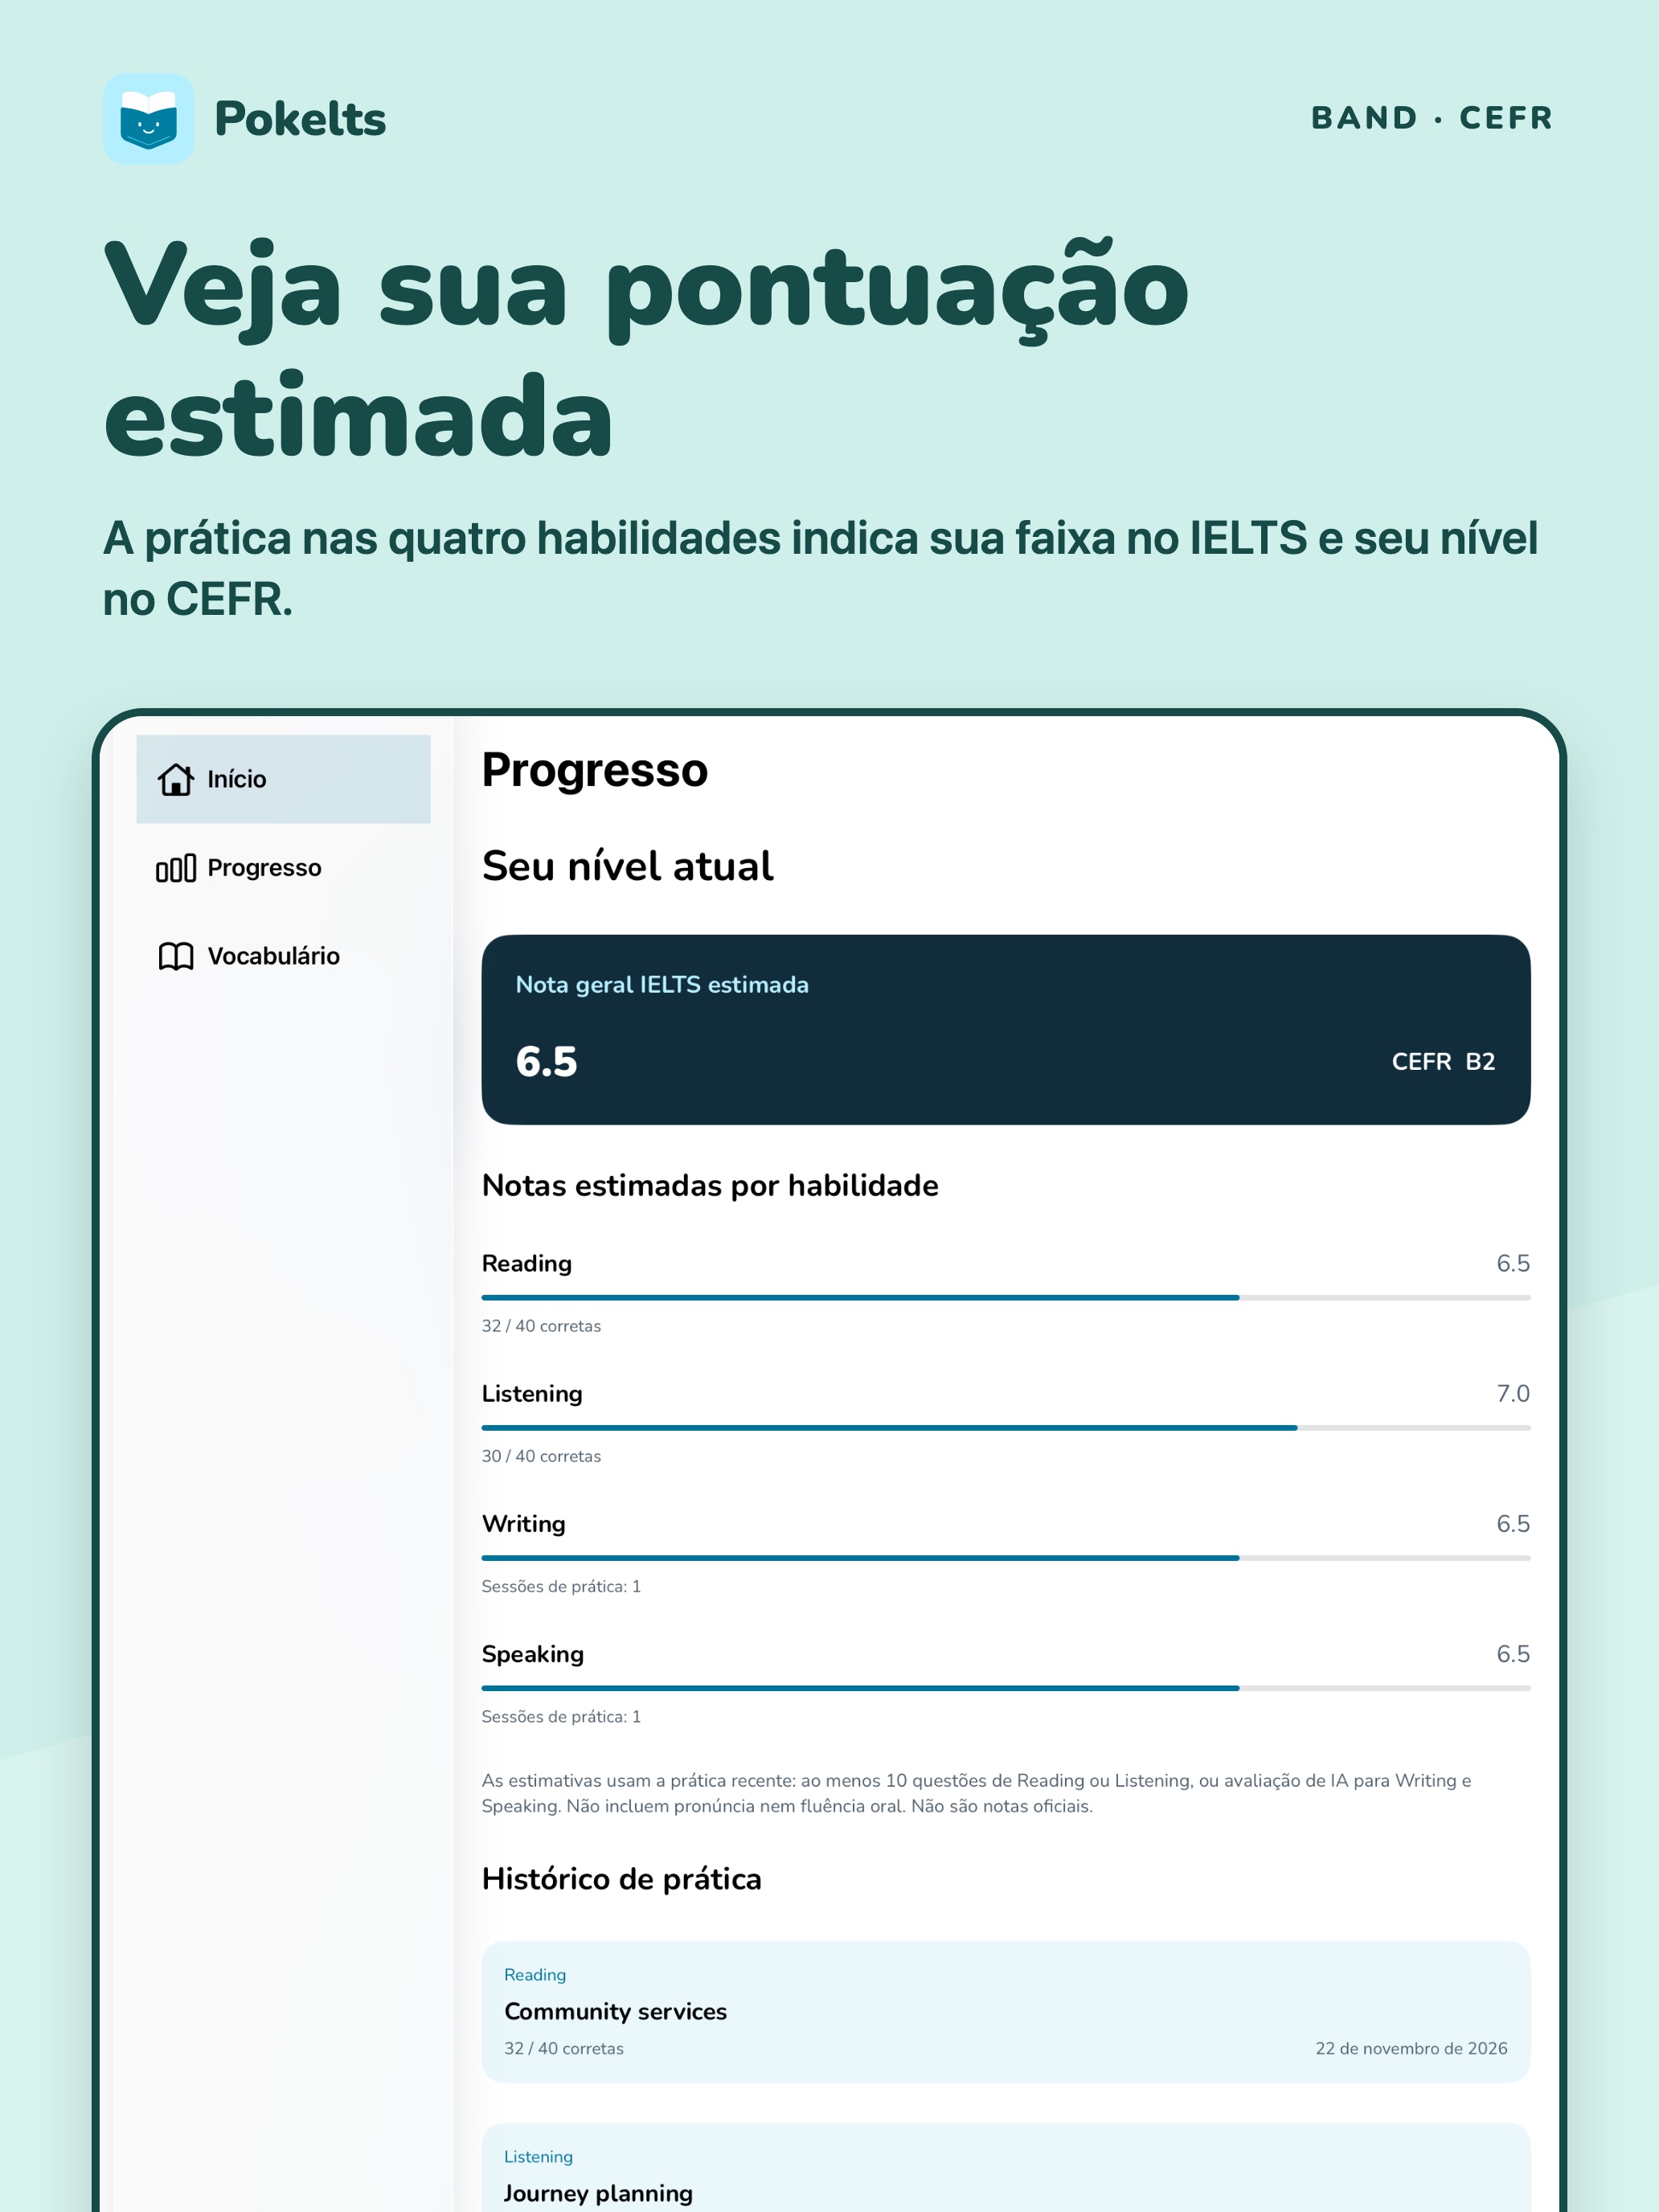 Pokelts
BAND · CEFR
Veja sua pontuação
estimada
A prática nas quatro habilidades indica sua faixa no IELTS e seu nível
no CEFR.
Início
Progresso
Vocabulário
Progresso
Seu nível atual
Nota geral IELTS estimada
6.5
CEFR B2
Notas estimadas por habilidade
Reading
6.5
32 / 40 corretas
Listening
7.0
30 / 40 corretas
Writing
6.5
Sessões de prática: 1
Speaking
6.5
Sessões de prática: 1
As estimativas usam a prática recente: ao menos 10 questões de Reading ou Listening, ou avaliação de IA para Writing e
Speaking. Não incluem pronúncia nem fluência oral. Não são notas oficiais.
Histórico de prática
Reading
Community services
32 / 40 corretas
22 de novembro de 2026
Listening
Journey planning